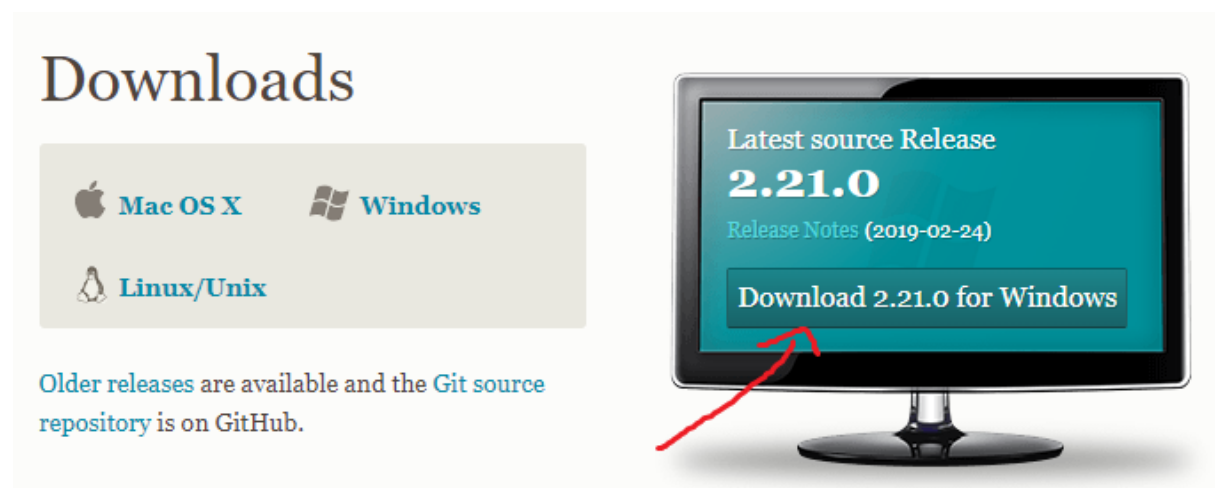 Downloads
Mac OS X
Windows
Linux/Unix
Older releases are available and the Git source
repository is on GitHub.
Latest source Release
2.21.0
Release Notes (2019-02-24)
Download 2.21.0 for Windows